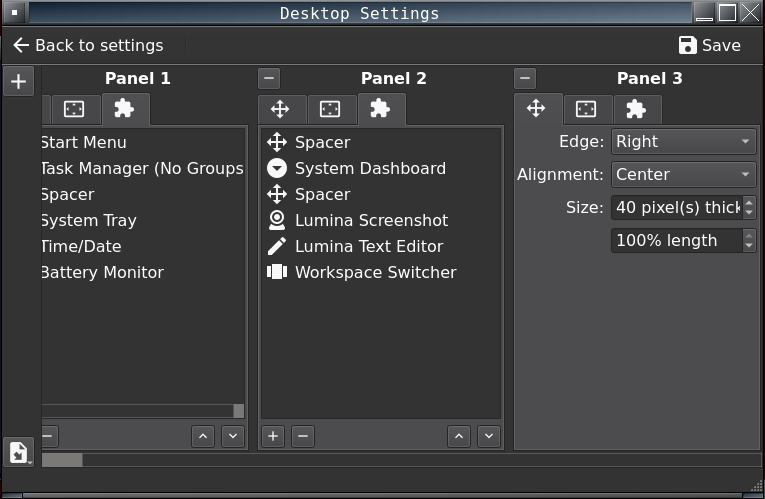 Desktop Settings
Back to settings
Save
Panel 1
Start Menu
Task Manager (No Groups
Spacer
System Tray
Time/Date
Battery Monitor
Panel 2
Spacer
System Dashboard
Spacer
Lumina Screenshot
Lumina Text Editor
Workspace Switcher
Panel 3
Edge: Right
Alignment: Center
Size: 40 pixel(s) thick
100% length